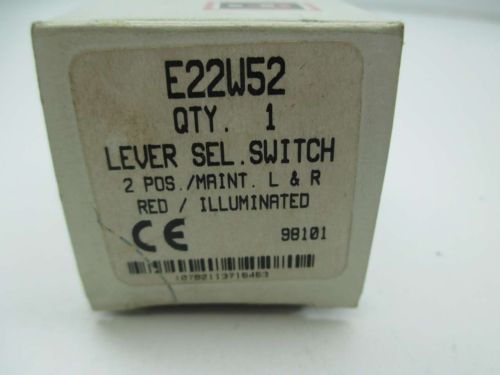 E22W52
QTY. 1
LEVER SEL.SWITCH
2 POS./MAINT. L & R
RED / ILLUMINATED
CE 98101